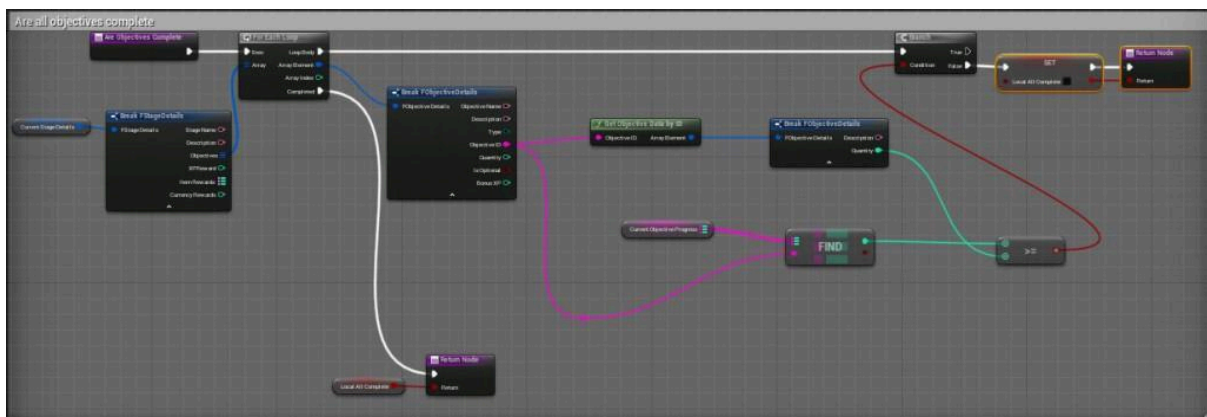 Are all objectives complete
Are Objectives Complete
For Each Loop
Exec
Loop Body
Array
Array Element
Array Index
Completed
Branch
True
Condition
False
SET
Local All Complete
Return Node
Return
Break FStageDetails
FStageDetails
Stage Name
Description
Objectives
XPReward
Item Rewards
Currency Rewards
Current Stage Details
Break FObjectiveDetails
FObjectiveDetails
Objective Name
Description
Type
Objective ID
Quantity
Is Optional
Bonus XP
Get Objective Data by ID
Objective ID
Array Element
Break FObjectiveDetails
FObjectiveDetails
Description
Quantity
Current Objective Progress
FIND
>=
Return Node
Local All Complete
Return